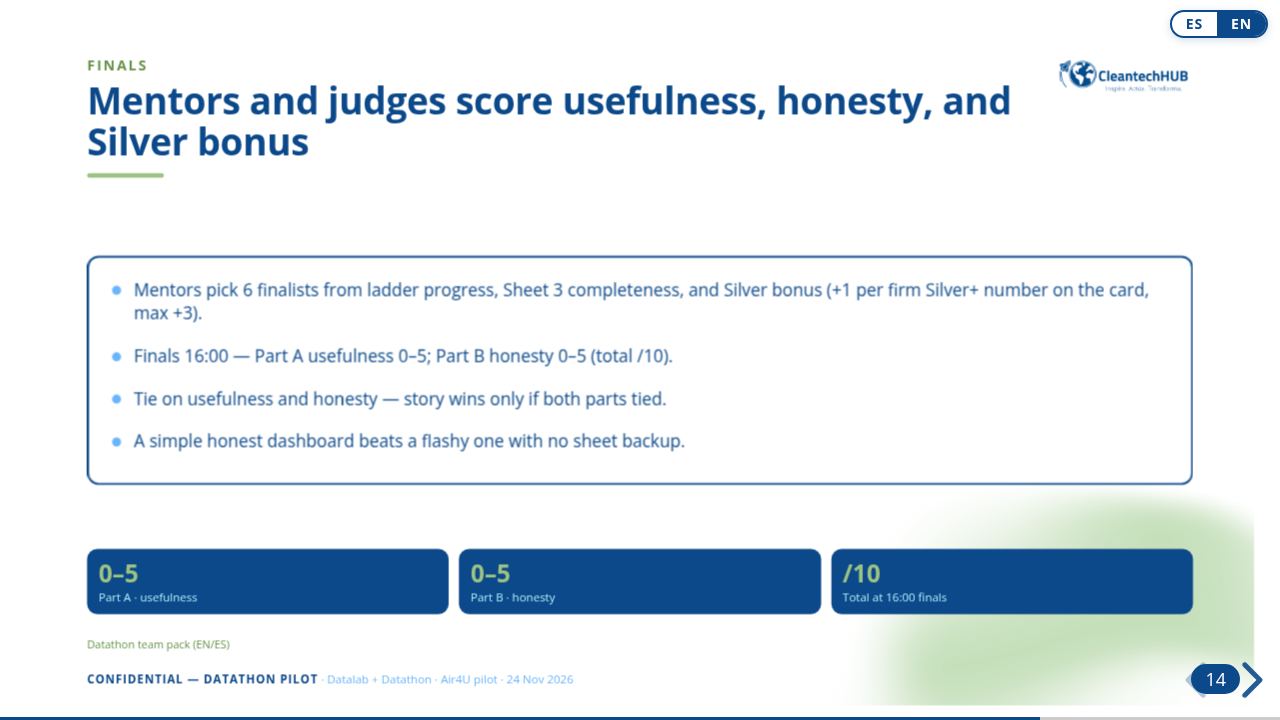 ES EN
FINALS
Mentors and judges score usefulness, honesty, and
Silver bonus
CleantechHUB
Inspire. Actúa. Transforma.
Mentors pick 6 finalists from ladder progress, Sheet 3 completeness, and Silver bonus (+1 per firm Silver+ number on the card,
max +3).
Finals 16:00 — Part A usefulness 0–5; Part B honesty 0–5 (total /10).
Tie on usefulness and honesty — story wins only if both parts tied.
A simple honest dashboard beats a flashy one with no sheet backup.
0–5
Part A · usefulness
0–5
Part B · honesty
/10
Total at 16:00 finals
Datathon team pack (EN/ES)
CONFIDENTIAL — DATATHON PILOT · Datalab + Datathon · Air4U pilot · 24 Nov 2026
14